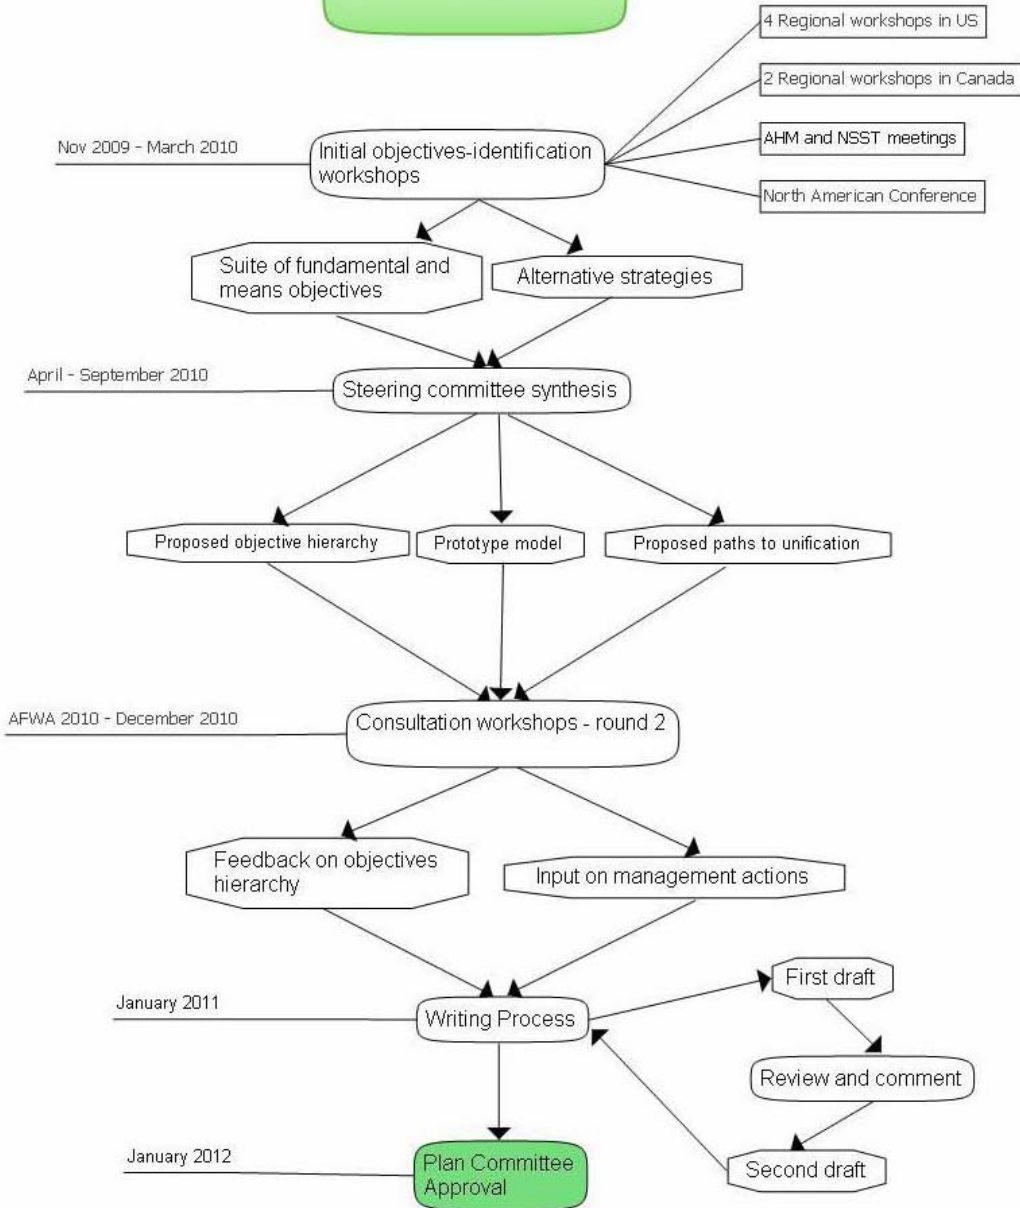 4 Regional workshops in US
2 Regional workshops in Canada
AHM and NSST meetings
North American Conference
Nov 2009 - March 2010
Initial objectives-identification
workshops
Suite of fundamental and
means objectives
Alternative strategies
April - September 2010
Steering committee synthesis
Proposed objective hierarchy
Prototype model
Proposed paths to unification
AFWA 2010 - December 2010
Consultation workshops - round 2
Feedback on objectives
hierarchy
Input on management actions
First draft
January 2011
Writing Process
Review and comment
January 2012
Plan Committee
Approval
Second draft